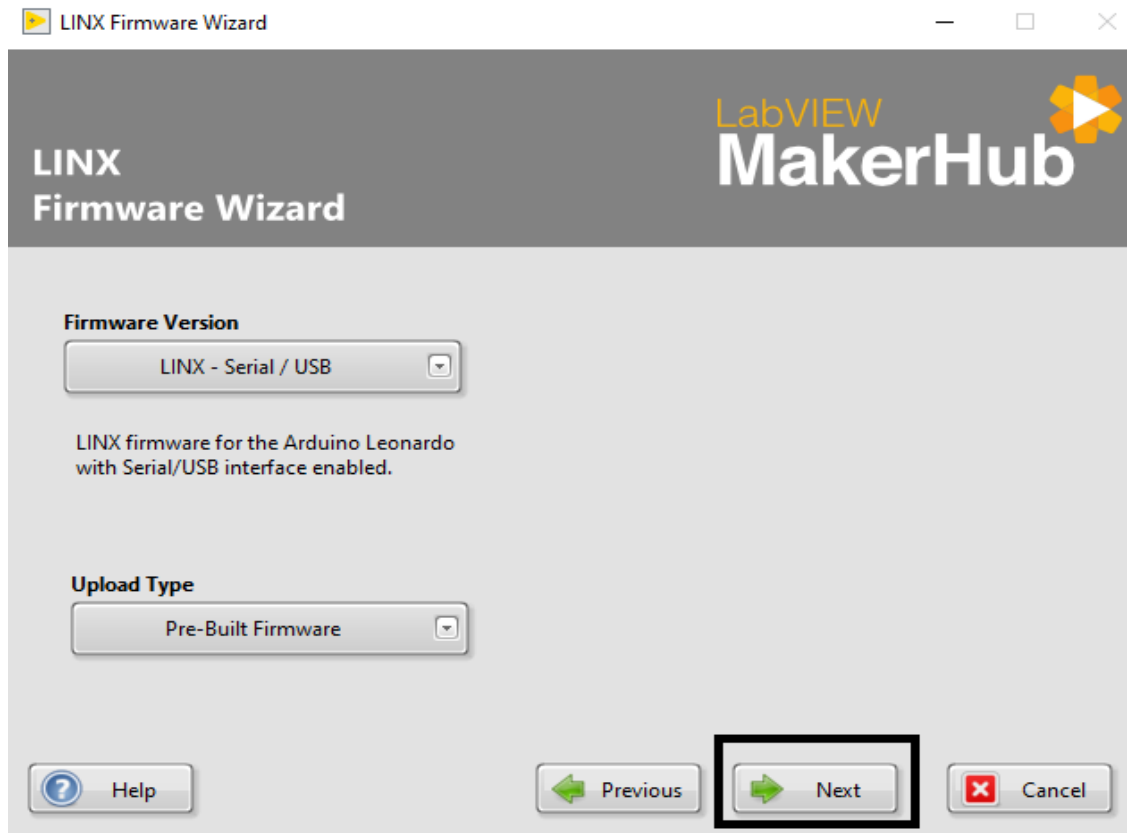 LINX Firmware Wizard
LabVIEW
MakerHub
LINX
Firmware Wizard
Firmware Version
LINX - Serial / USB
LINX firmware for the Arduino Leonardo
with Serial/USB interface enabled.
Upload Type
Pre-Built Firmware
Help
Previous
Next
Cancel